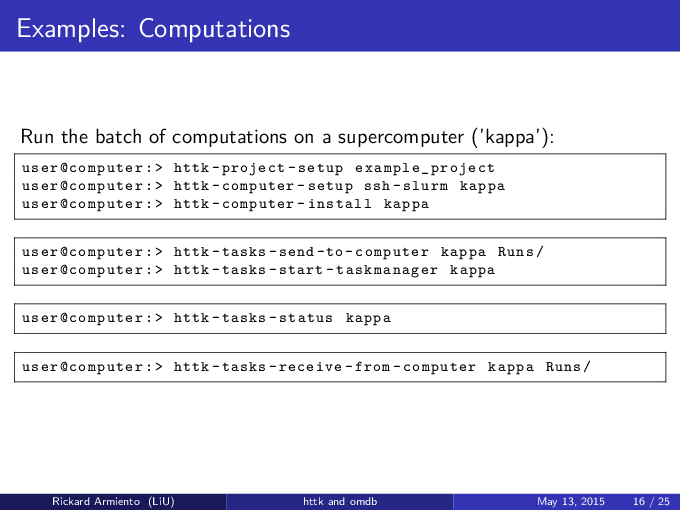 Examples: Computations
Run the batch of computations on a supercomputer ('kappa'):
user@computer:> httk-project-setup example_project
user@computer:> httk-computer-setup ssh-slurm kappa
user@computer:> httk-computer-install kappa
user@computer:> httk-tasks-send-to-computer kappa Runs/
user@computer:> httk-tasks-start-taskmanager kappa
user@computer:> httk-tasks-status kappa
user@computer:> httk-tasks-receive-from-computer kappa Runs/
Rickard Armiento (LiU) httk and omdb May 13, 2015 16 / 25